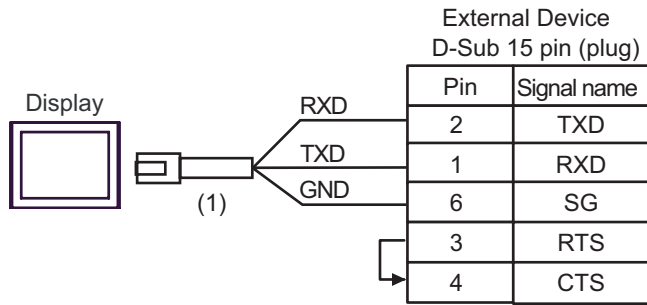 External Device
D-Sub 15 pin (plug)
Pin Signal name
Display
RXD
2 TXD
TXD
1 RXD
GND
6 SG
(1)
3 RTS
4 CTS